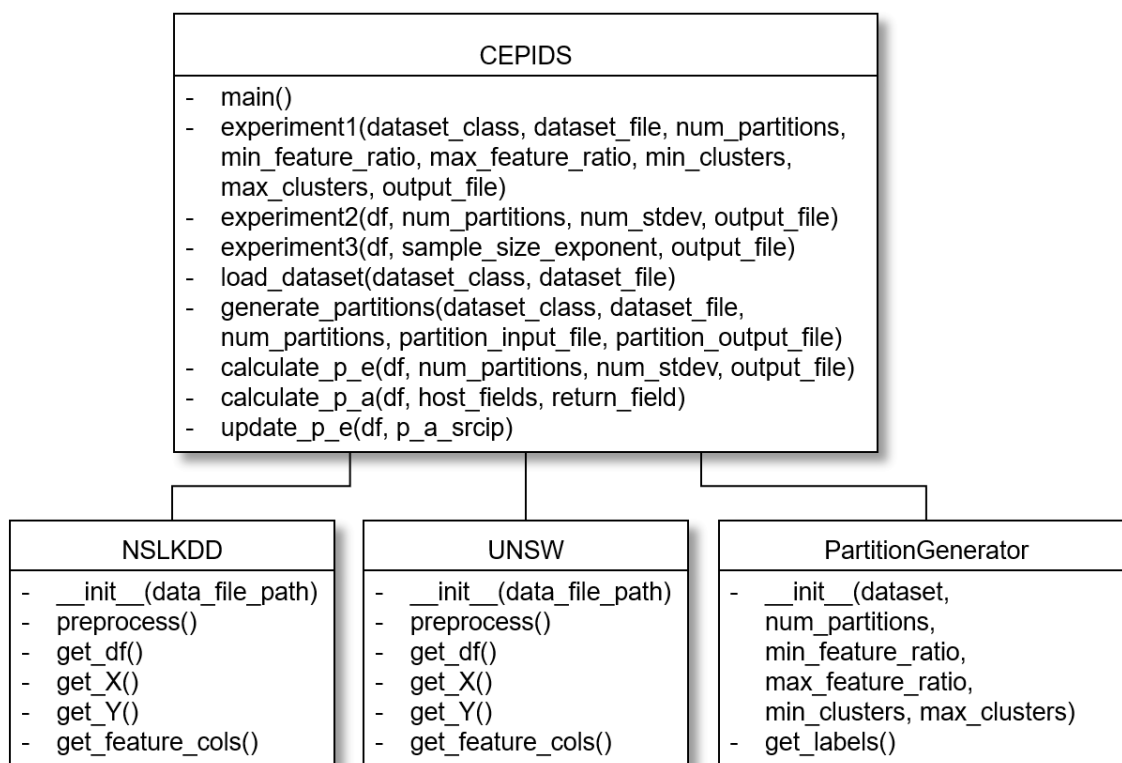 CEPIDS
- main()
- experiment1(dataset_class, dataset_file, num_partitions,
min_feature_ratio, max_feature_ratio, min_clusters,
max_clusters, output_file)
- experiment2(df, num_partitions, num_stdev, output_file)
- experiment3(df, sample_size_exponent, output_file)
- load_dataset(dataset_class, dataset_file)
- generate_partitions(dataset_class, dataset_file,
num_partitions, partition_input_file, partition_output_file)
- calculate_p_e(df, num_partitions, num_stdev, output_file)
- calculate_p_a(df, host_fields, return_field)
- update_p_e(df, p_a_srcip)
NSLKDD
- __init__(data_file_path)
- preprocess()
- get_df()
- get_X()
- get_Y()
- get_feature_cols()
UNSW
- __init__(data_file_path)
- preprocess()
- get_df()
- get_X()
- get_Y()
- get_feature_cols()
PartitionGenerator
- __init__(dataset,
num_partitions,
min_feature_ratio,
max_feature_ratio,
min_clusters, max_clusters)
- get_labels()